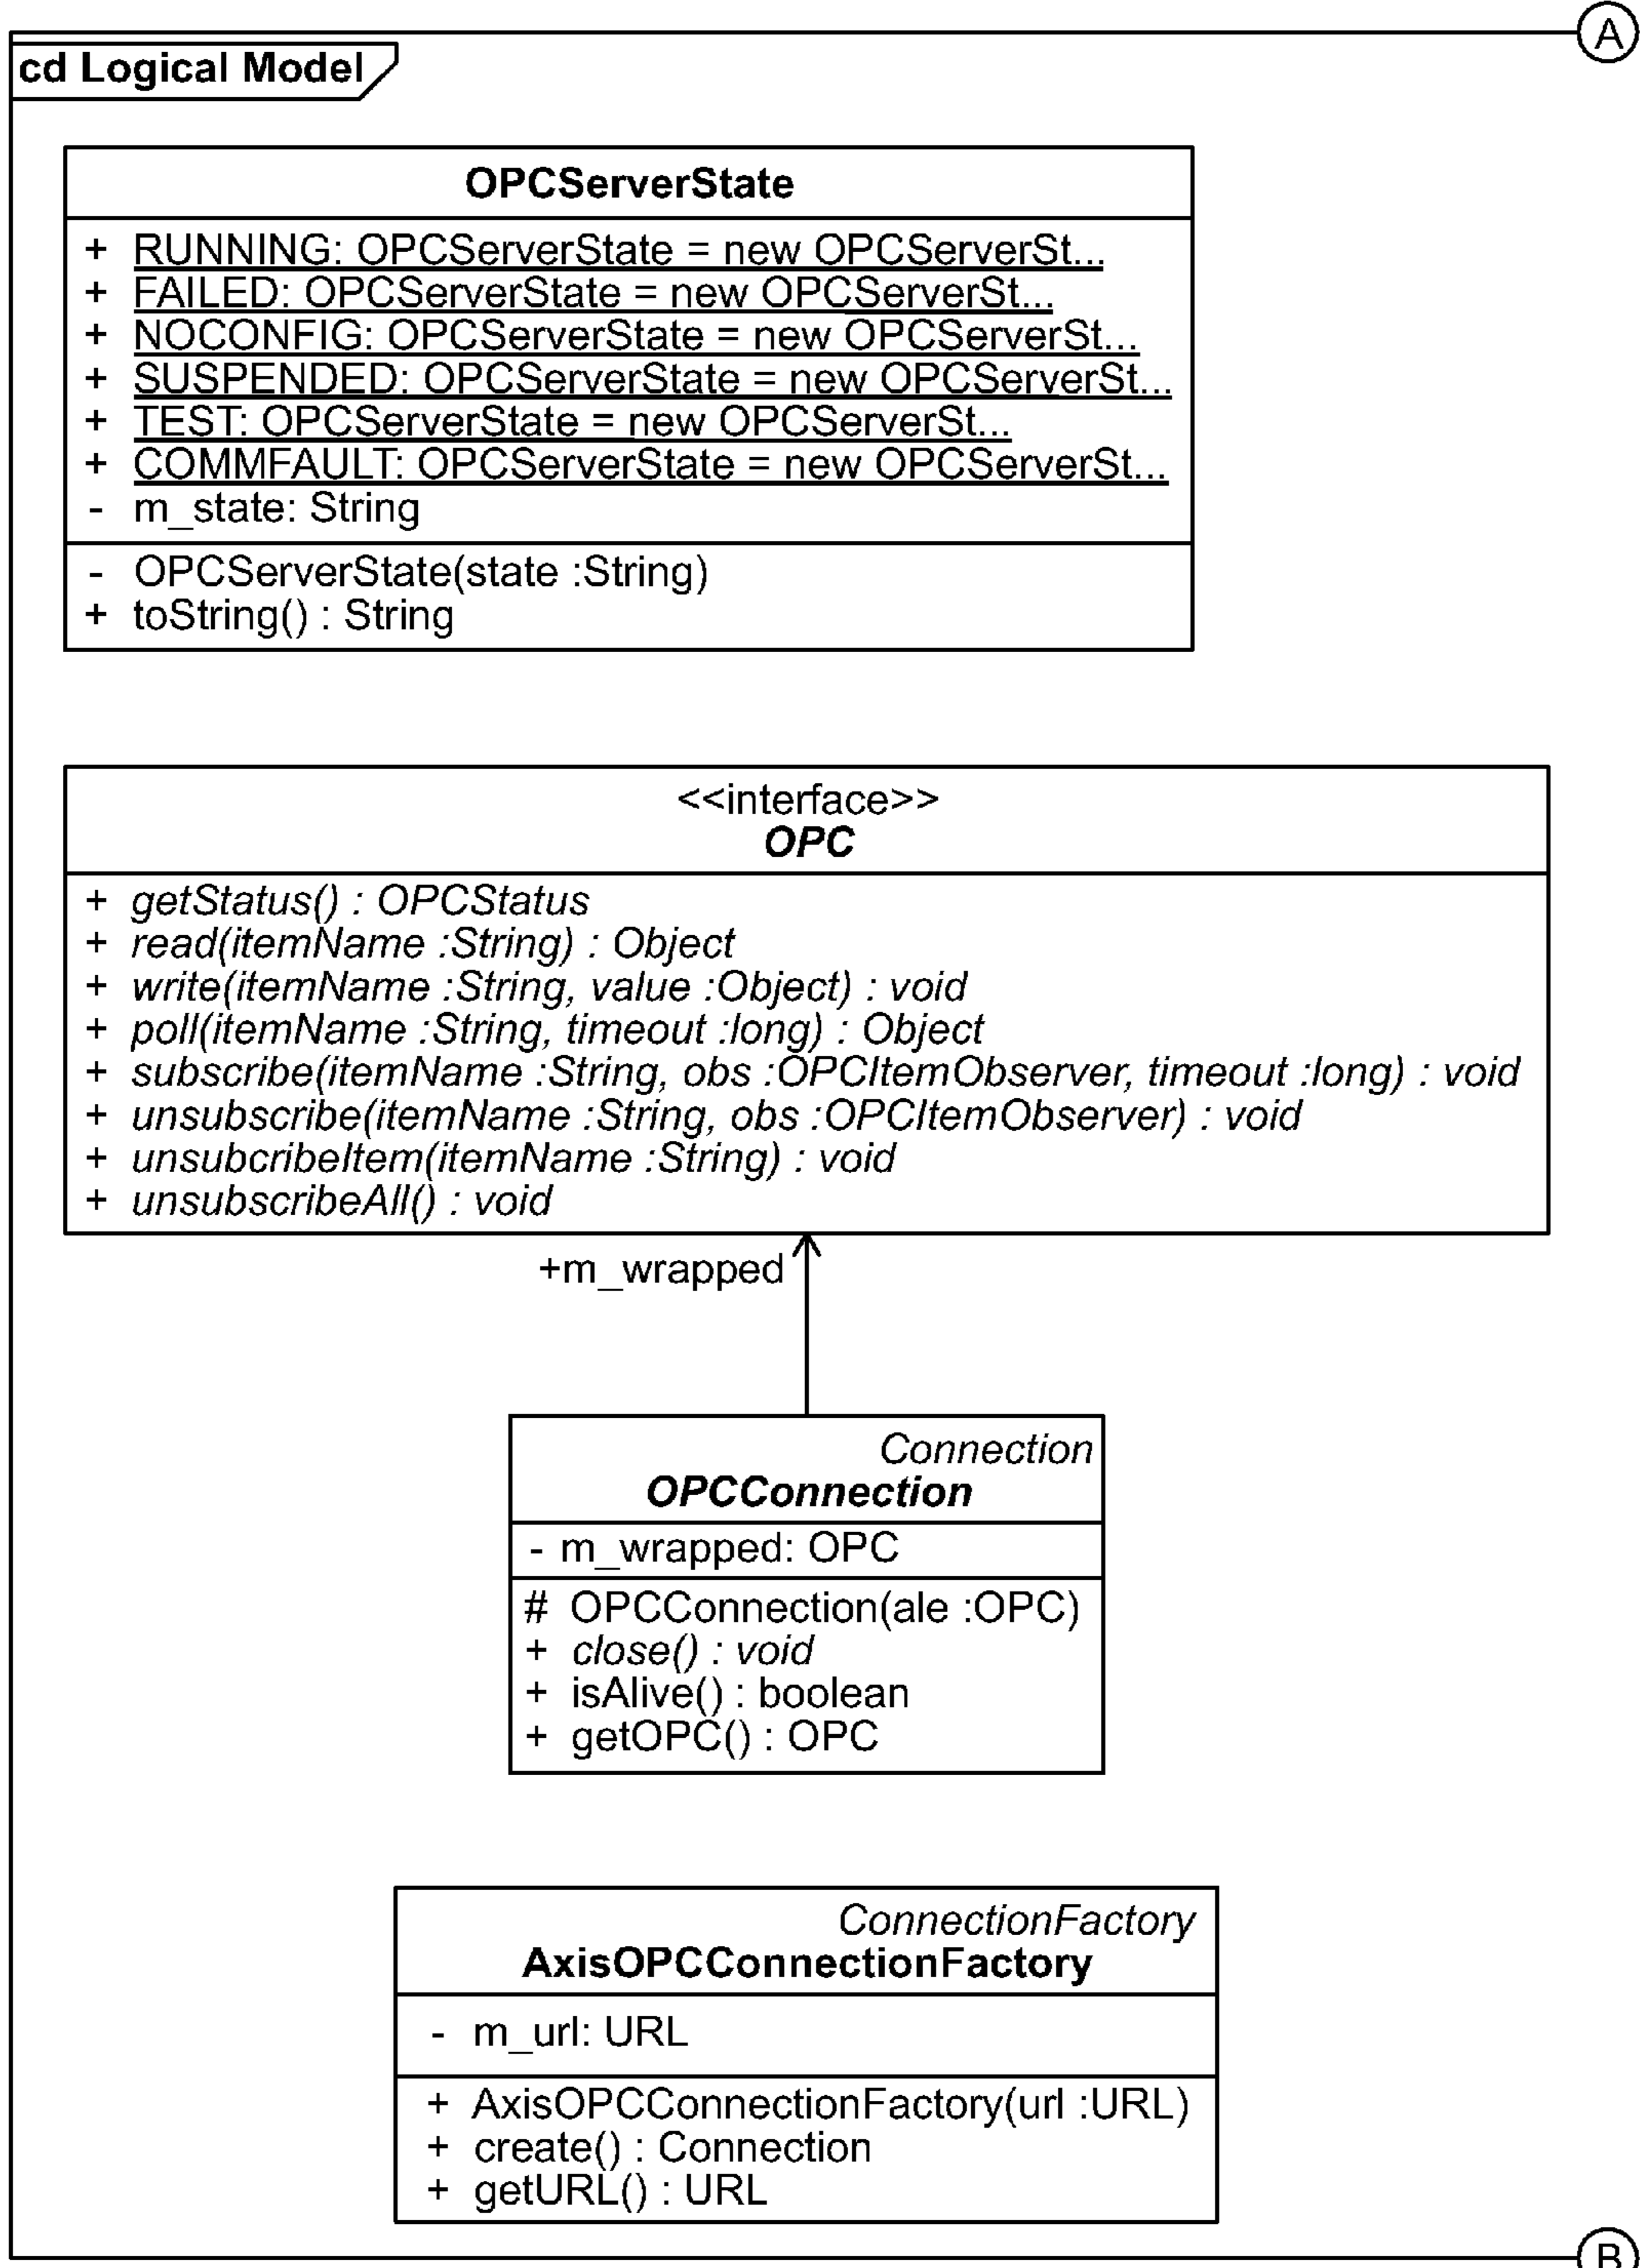 A
cd Logical Model
OPCServerState
+ RUNNING: OPCServerState = new OPCServerSt...
+ FAILED: OPCServerState = new OPCServerSt...
+ NOCONFIG: OPCServerState = new OPCServerSt...
+ SUSPENDED: OPCServerState = new OPCServerSt...
+ TEST: OPCServerState = new OPCServerSt...
+ COMMFAULT: OPCServerState = new OPCServerSt...
- m_state: String
- OPCServerState(state :String)
+ toString() : String
<<interface>>
OPC
+ getStatus() : OPCStatus
+ read(itemName :String) : Object
+ write(itemName :String, value :Object) : void
+ poll(itemName :String, timeout :long) : Object
+ subscribe(itemName :String, obs :OPCItemObserver, timeout :long) : void
+ unsubscribe(itemName :String, obs :OPCItemObserver) : void
+ unsubcribeItem(itemName :String) : void
+ unsubscribeAll() : void
+m_wrapped
Connection
OPCConnection
- m_wrapped: OPC
# OPCConnection(ale :OPC)
+ close() : void
+ isAlive() : boolean
+ getOPC() : OPC
ConnectionFactory
AxisOPCConnectionFactory
- m_url: URL
+ AxisOPCConnectionFactory(url :URL)
+ create() : Connection
+ getURL() : URL
B